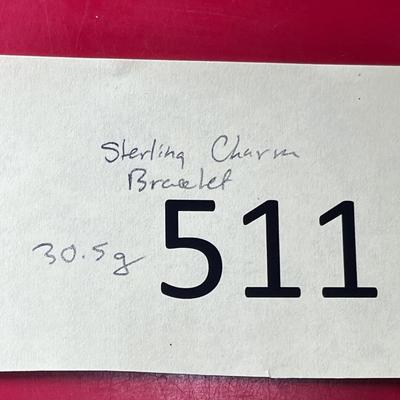 Sterling Charm
Bracelet
30.5g 511